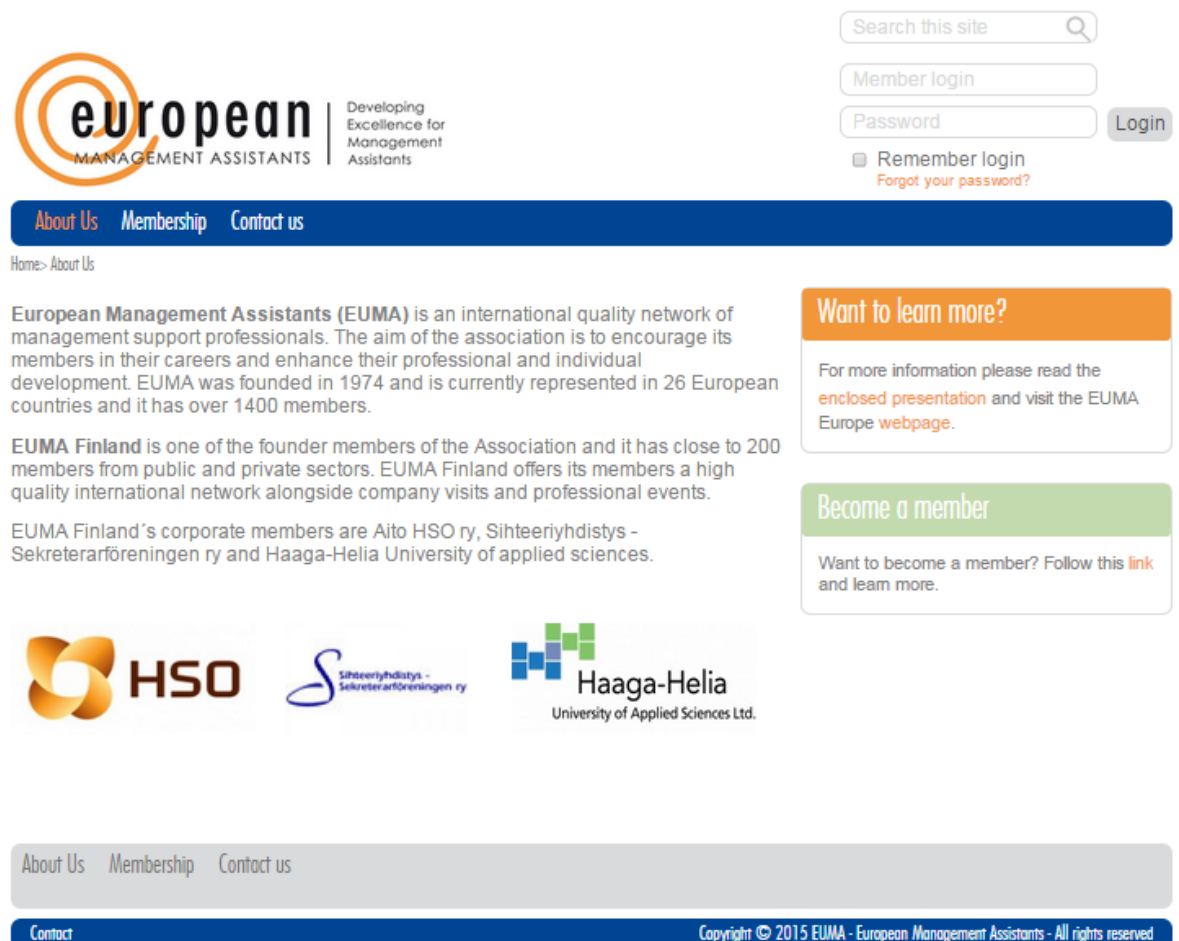 Search this site
Member login
Password
Login
Remember login
Forgot your password?
european
MANAGEMENT ASSISTANTS
Developing
Excellence for
Management
Assistants
About Us Membership Contact us
Home> About Us
European Management Assistants (EUMA) is an international quality network of
management support professionals. The aim of the association is to encourage its
members in their careers and enhance their professional and individual
development. EUMA was founded in 1974 and is currently represented in 26 European
countries and it has over 1400 members.
EUMA Finland is one of the founder members of the Association and it has close to 200
members from public and private sectors. EUMA Finland offers its members a high
quality international network alongside company visits and professional events.
EUMA Finland´s corporate members are Aito HSO ry, Sihteeriyhdistys -
Sekreterarföreningen ry and Haaga-Helia University of applied sciences.
Want to learn more?
For more information please read the
enclosed presentation and visit the EUMA
Europe webpage.
Become a member
Want to become a member? Follow this link
and learn more.
HSO
Sihteeriyhdistys -
Sekreterarföreningen ry
Haaga-Helia
University of Applied Sciences Ltd.
About Us Membership Contact us
Contact
Copyright © 2015 EUMA - European Management Assistants - All rights reserved